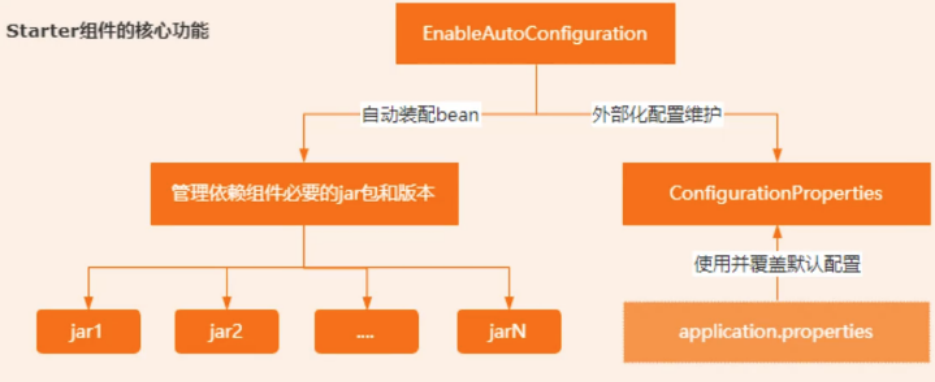 Starter组件的核心功能
EnableAutoConfiguration
自动装配bean
外部化配置维护
管理依赖组件必要的jar包和版本
ConfigurationProperties
使用并覆盖默认配置
jar1
jar2
....
jarN
application.properties